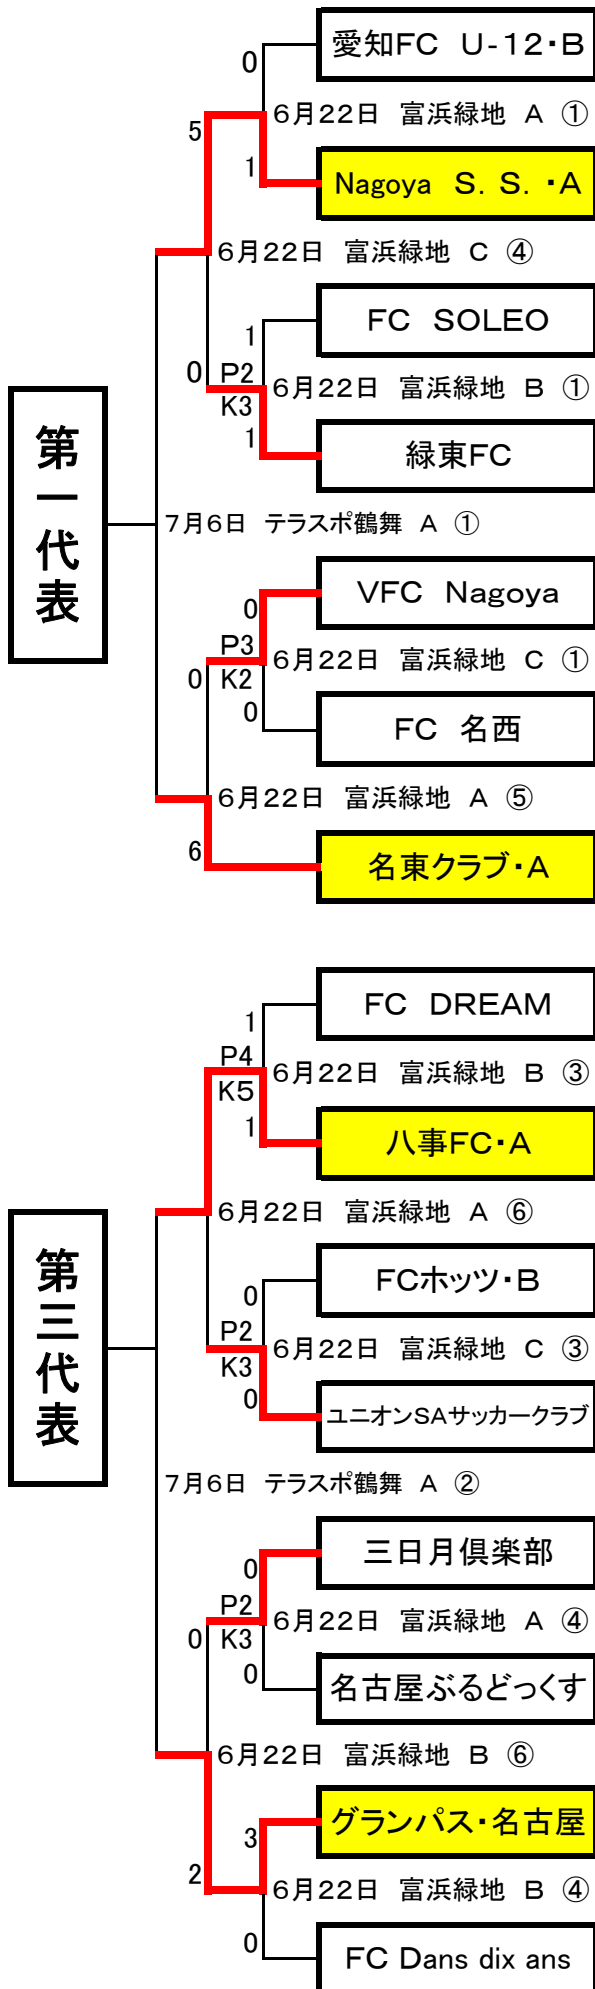 愛知FC U-12・B
0
6月22日 富浜緑地 A ①
5
1
Nagoya S.S.・A
6月22日 富浜緑地 C ④
FC SOLEO
1
0
P2
6月22日 富浜緑地 B ①
K3
1
緑東FC
第一代表
7月6日 テラスポ鶴舞 A ①
VFC Nagoya
0
P3
6月22日 富浜緑地 C ①
0
K2
0
FC 名西
6月22日 富浜緑地 A ⑤
6
名東クラブ・A
FC DREAM
1
P4
6月22日 富浜緑地 B ③
K5
1
八事FC・A
6月22日 富浜緑地 A ⑥
第三代表
FCホッツ・B
0
P2
6月22日 富浜緑地 C ③
K3
0
ユニオンSAサッカークラブ
7月6日 テラスポ鶴舞 A ②
三日月倶楽部
0
P2
6月22日 富浜緑地 A ④
0
K3
0
名古屋ぶるどっくす
6月22日 富浜緑地 B ⑥
グランパス・名古屋
3
2
6月22日 富浜緑地 B ④
0
FC Dans dix ans